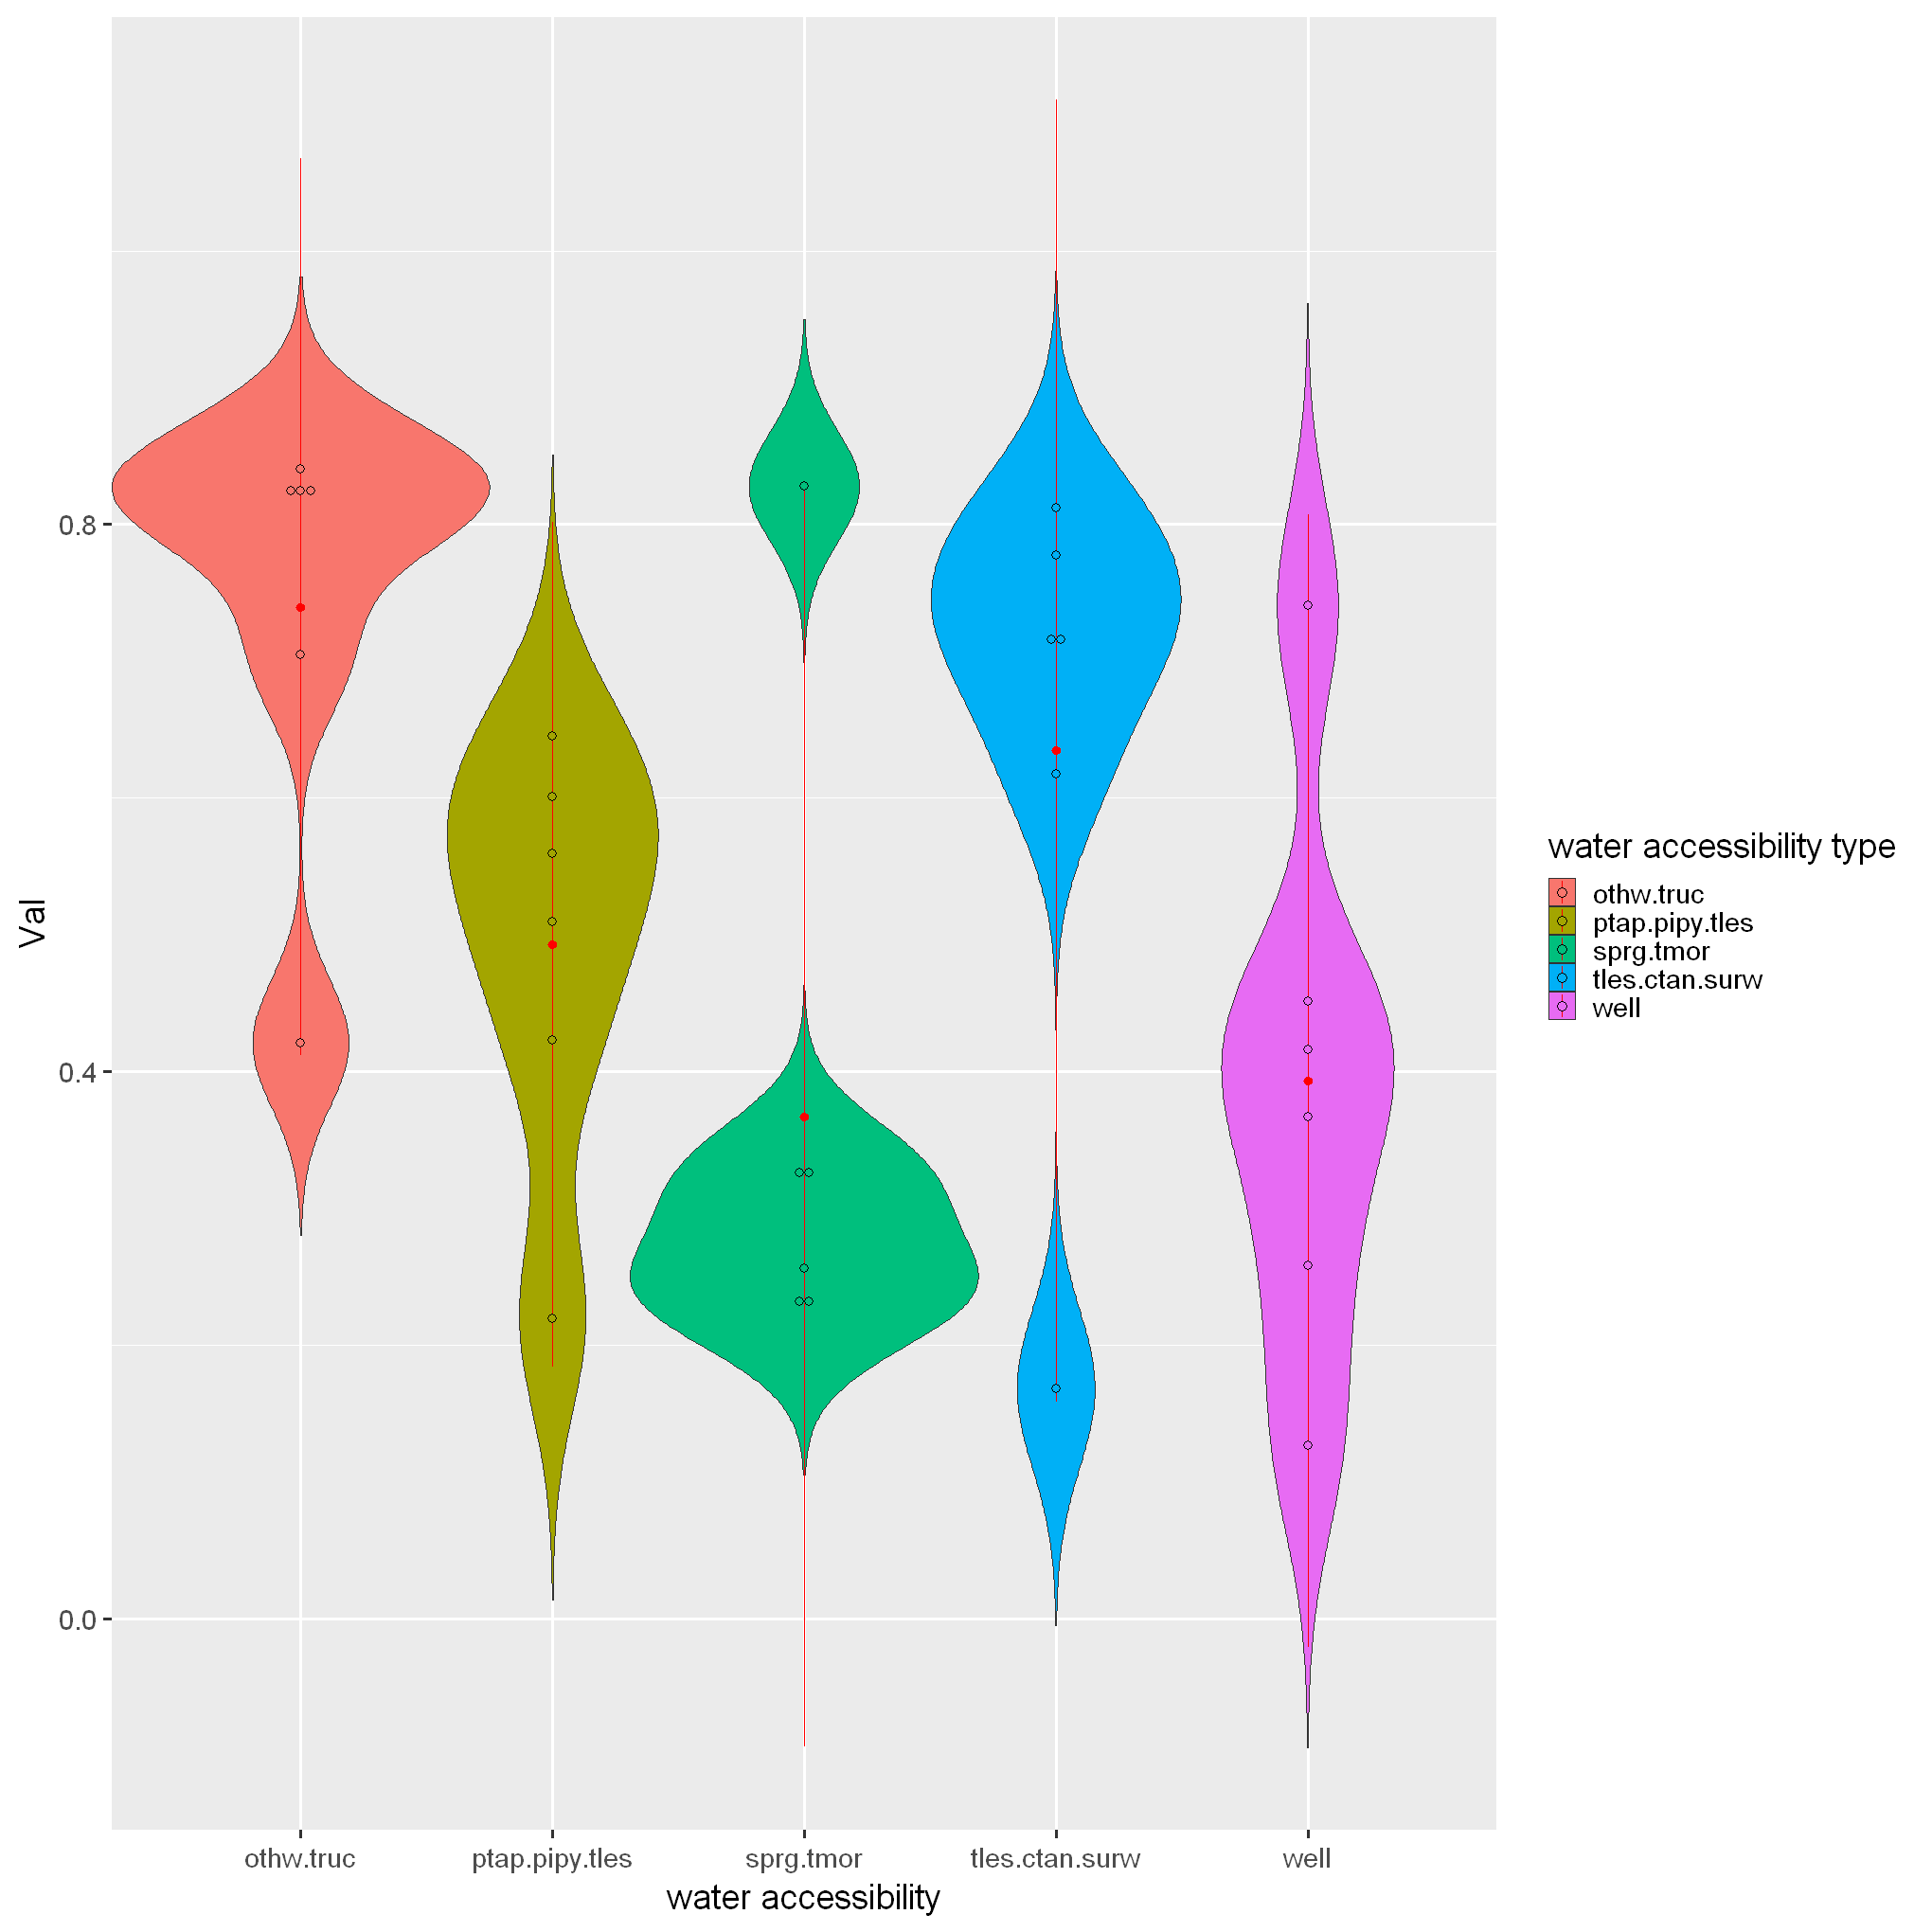 Val
0.8
0.4
0.0
othw.truc
ptap.pipy.tles
sprg.tmor
tles.ctan.surw
well
water accessibility
water accessibility type
othw.truc
ptap.pipy.tles
sprg.tmor
tles.ctan.surw
well